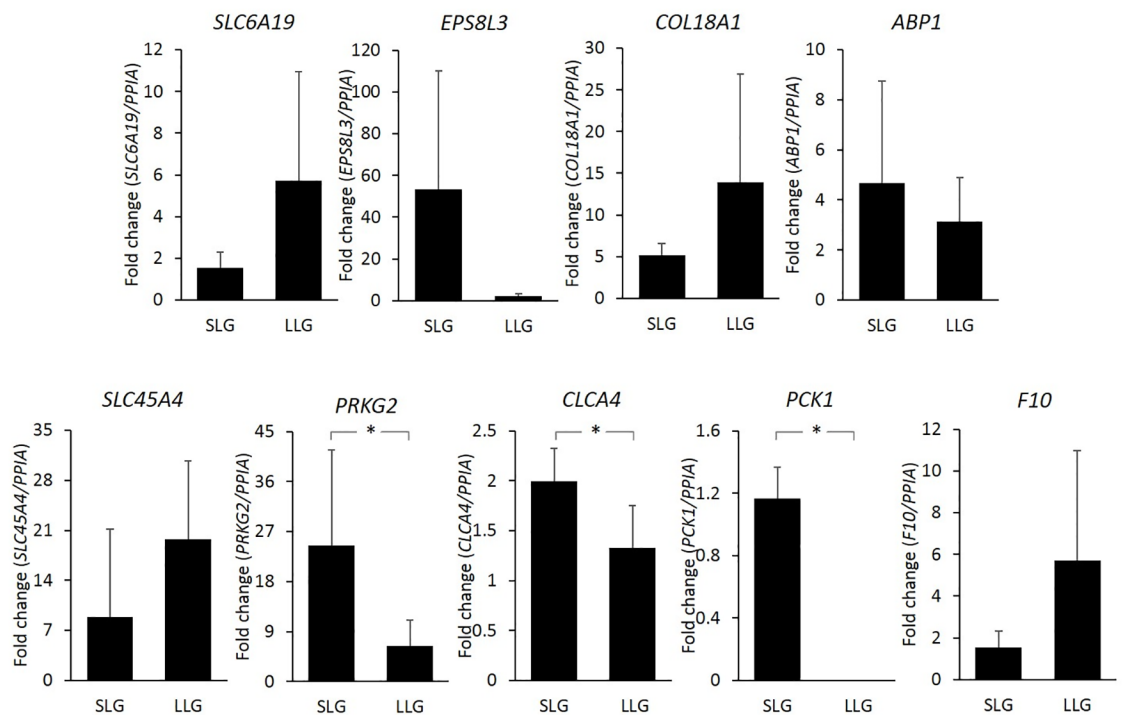 SLC6A19
Fold change (SLC6A19/PPIA)
12
10
8
6
4
2
0
SLG LLG
EPS8L3
Fold change (EPS8L3/PPIA)
120
100
80
60
40
20
0
SLG LLG
COL18A1
Fold change (COL18A1/PPIA)
30
25
20
15
10
5
0
SLG LLG
ABP1
Fold change (ABP1/PPIA)
10
8
6
4
2
0
SLG LLG
SLC45A4
Fold change (SLC45A4/PPIA)
35
28
21
14
7
0
SLG LLG
PRKG2
Fold change (PRKG2/PPIA)
45
36
27
18
9
0
*
SLG LLG
CLCA4
Fold change (CLCA4/PPIA)
2.5
2
1.5
1
0.5
0
*
SLG LLG
PCK1
Fold change (PCK1/PPIA)
1.6
1.2
0.8
0.4
0
*
SLG LLG
F10
Fold change (F10/PPIA)
12
10
8
6
4
2
0
SLG LLG